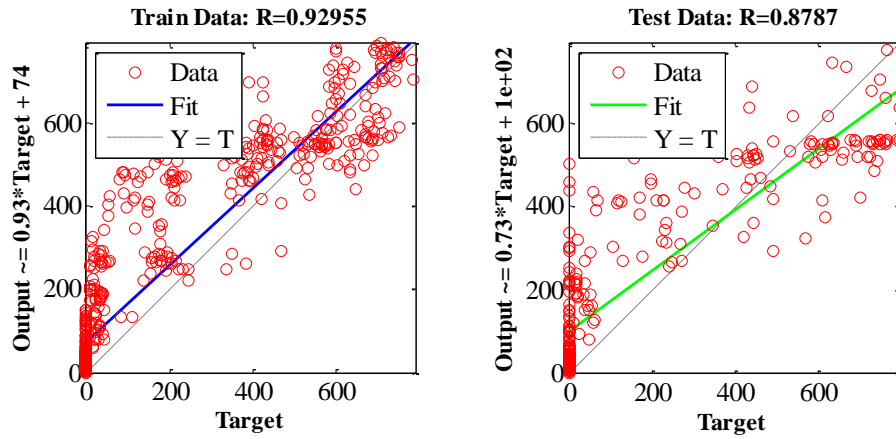 Train Data: R=0.92955
Output ~= 0.93*Target + 74
Data
Fit
Y = T
600
400
200
0
0 200 400 600
Target
Test Data: R=0.8787
Output ~= 0.73*Target + 1e+02
Data
Fit
Y = T
600
400
200
0
0 200 400 600
Target